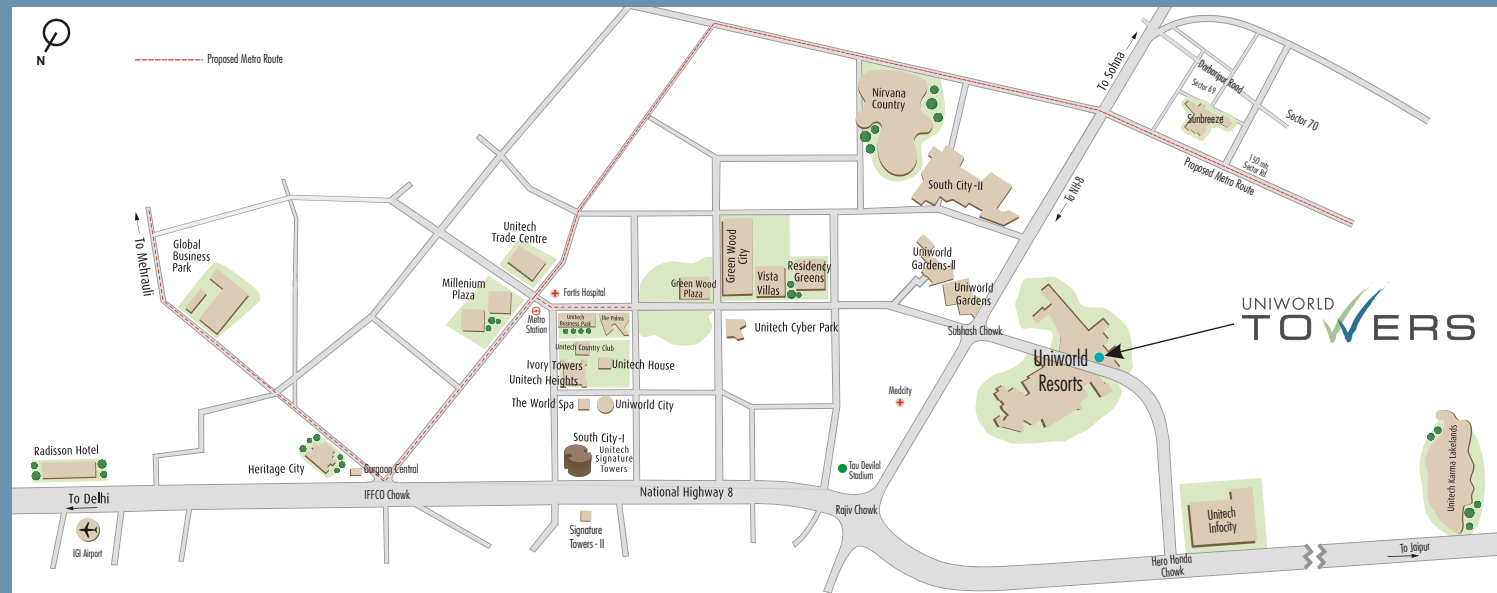 N
Proposed Metro Route
To Sohna
Darbaripur Road
Sector 69
Sector 70
Sunbreeze
150 mtr.
Sector Rd.
Proposed Metro Route
Nirvana
Country
South City-II
To NH-8
To Mehrauli
Global
Business
Park
Unitech
Trade Centre
Millenium
Plaza
Fortis Hospital
Metro
Station
Green Wood
Plaza
Green Wood
City
Vista
Villas
Residency
Greens
Uniworld
Gardens-II
Uniworld
Gardens
Unitech
Business Park
The Palms
Unitech Cyber Park
Subhash Chowk
UNIWORLD
TOWERS
Unitech Country Club
Ivory Towers
Unitech House
Unitech Heights
Uniworld
Resorts
The World Spa
Uniworld City
Medcity
South City-I
Unitech
Signature
Towers
Radisson Hotel
Heritage City
Gurgaon Central
Tau Devilal
Stadium
Unitech Karma Lakelands
To Delhi
IFFCO Chowk
National Highway 8
Rajiv Chowk
Unitech
Infocity
IGI Airport
Signature
Towers - II
Hero Honda
Chowk
To Jaipur